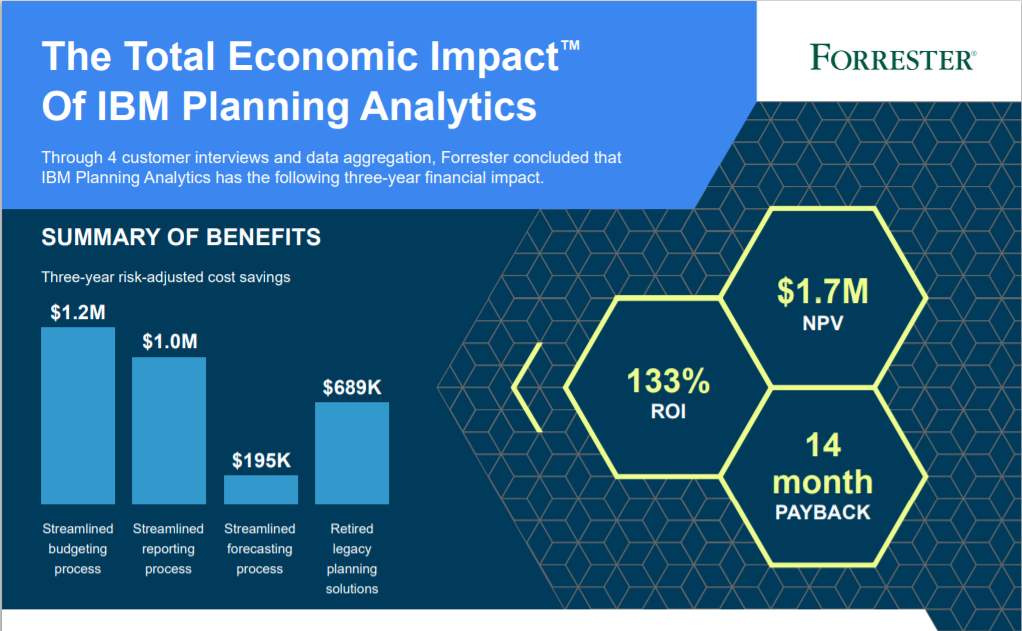 The Total Economic Impact™
Of IBM Planning Analytics
FORRESTER®
Through 4 customer interviews and data aggregation, Forrester concluded that
IBM Planning Analytics has the following three-year financial impact.
SUMMARY OF BENEFITS
Three-year risk-adjusted cost savings
$1.2M
$1.0M
$195K
$689K
Streamlined
budgeting
process
Streamlined
reporting
process
Streamlined
forecasting
process
Retired
legacy
planning
solutions
133%
ROI
$1.7M
NPV
14
month
PAYBACK